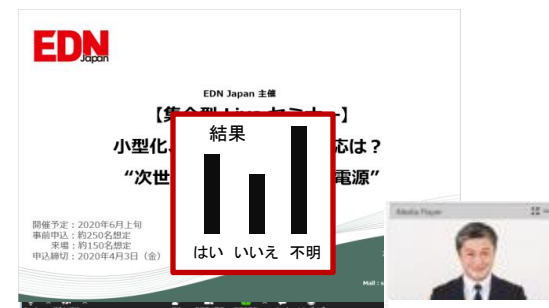 EDN
Japan
EDN Japan 主催
小型化、
応は？
“次世
電源”
結果
はい いいえ 不明
開催予定：2020年6月上旬
事前申込：約250名想定
来場：約150名想定
申込締切：2020年4月3日（金）
Mail :
Media Player